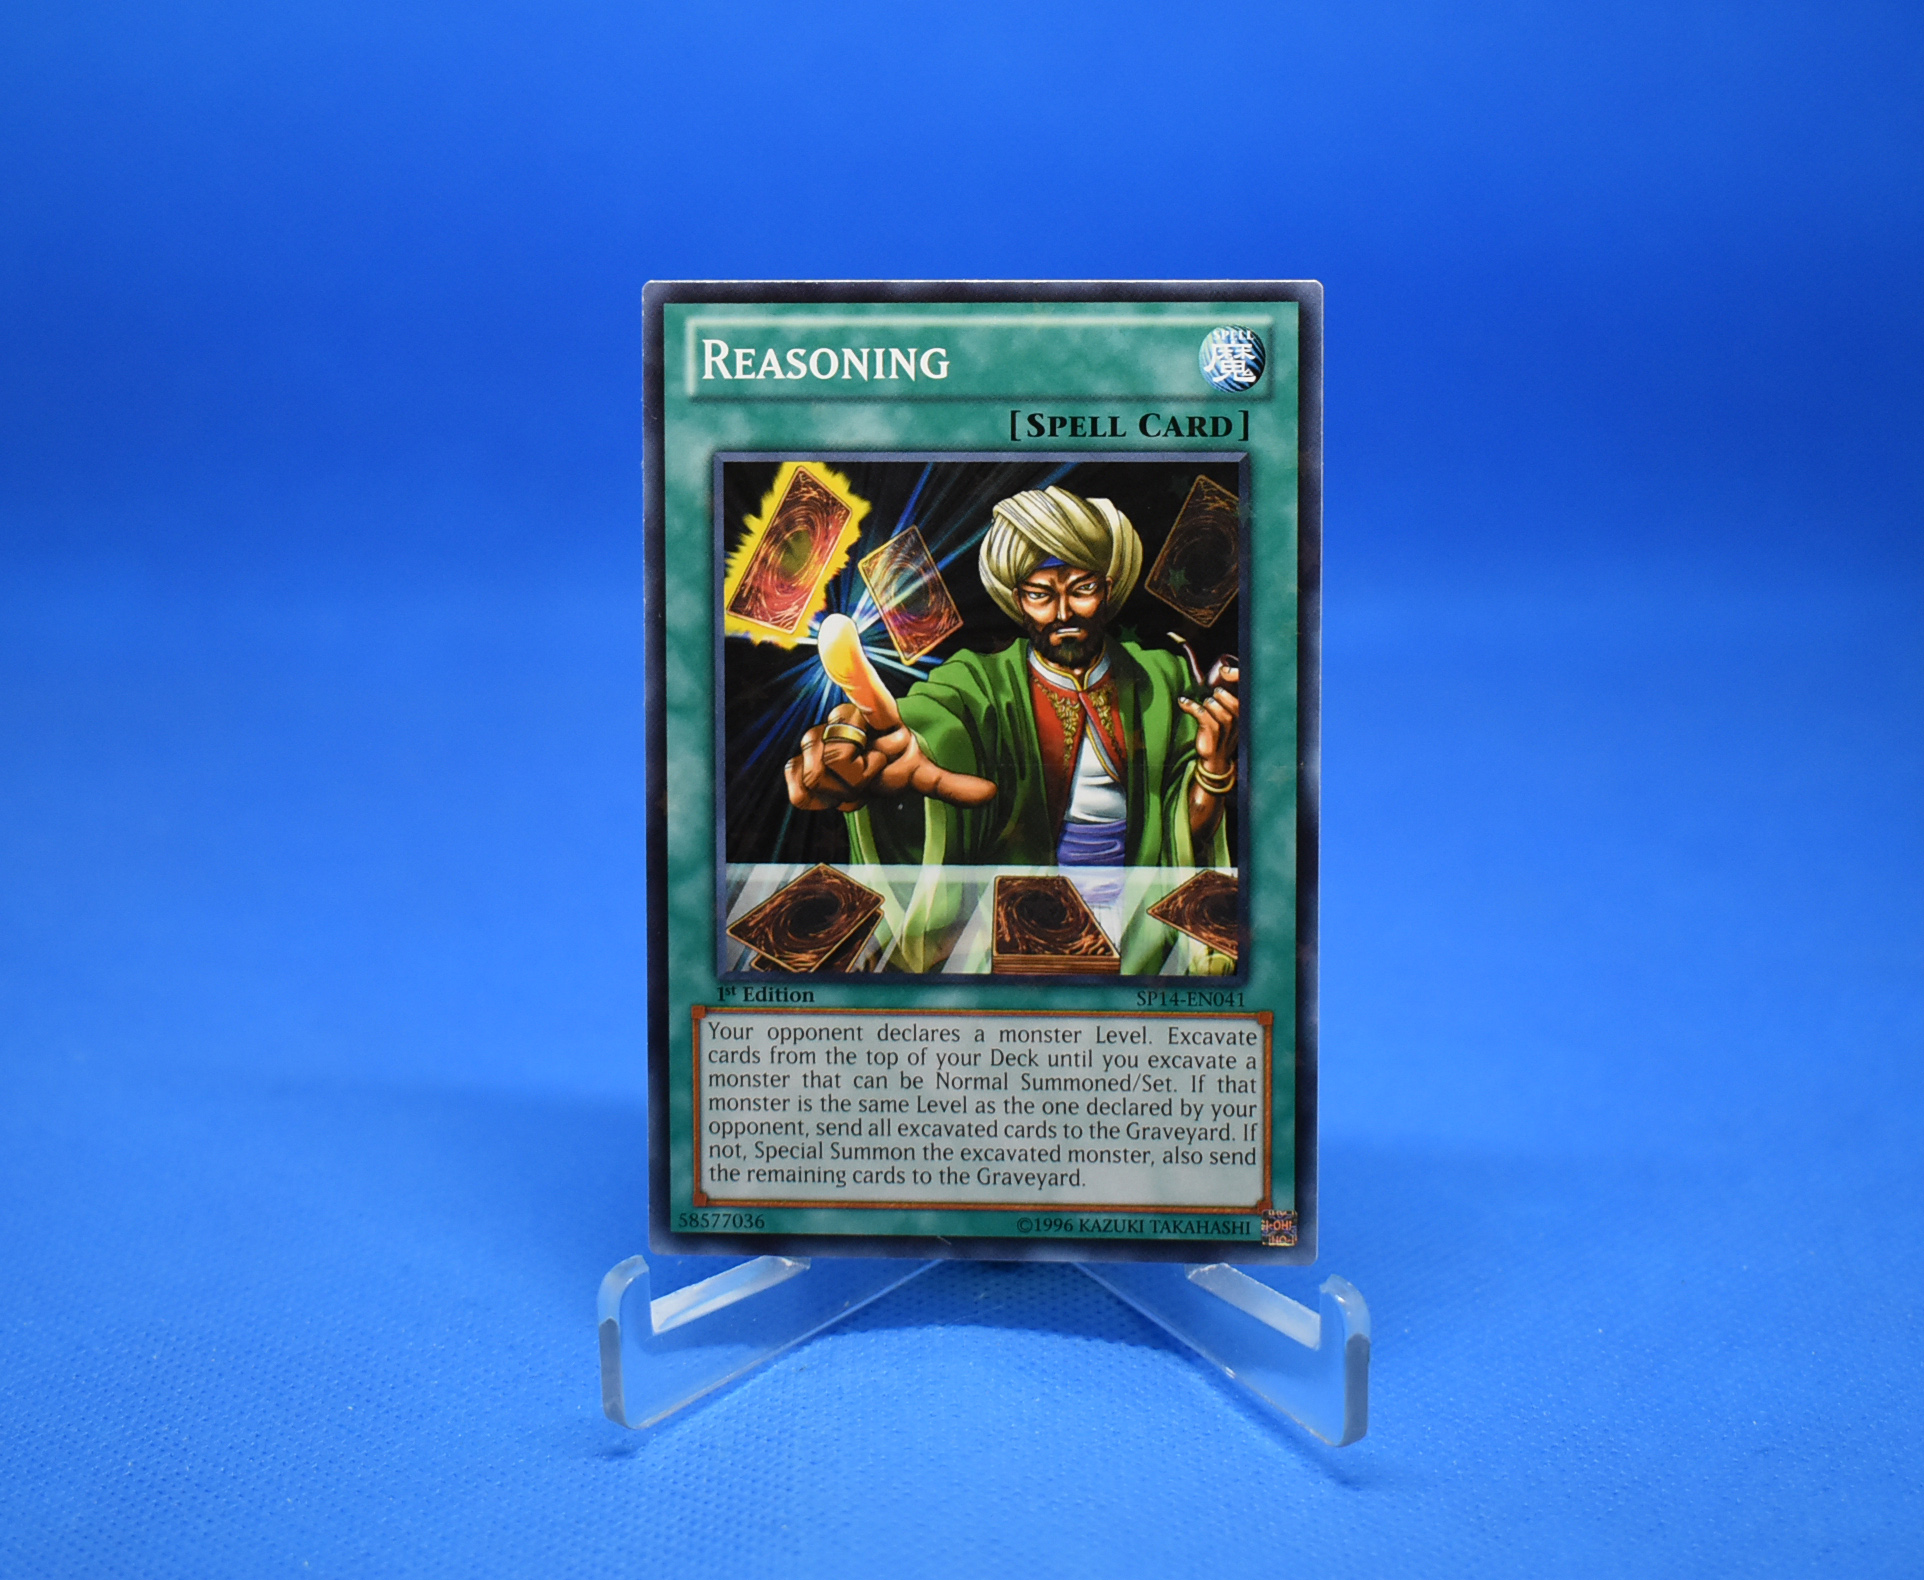 REASONING
SPELL
魔
[SPELL CARD]
1st Edition
SP14-EN041
Your opponent declares a monster Level. Excavate
cards from the top of your Deck until you excavate a
monster that can be Normal Summoned/Set. If that
monster is the same Level as the one declared by your
opponent, send all excavated cards to the Graveyard. If
not, Special Summon the excavated monster, also send
the remaining cards to the Graveyard.
58577036
©1996 KAZUKI TAKAHASHI